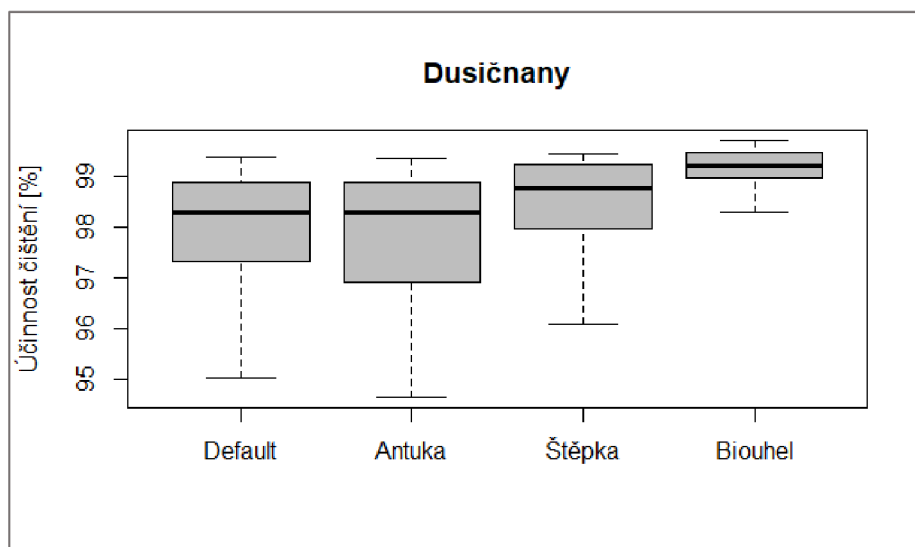 Dusičnany
Účinnost čištění [%]
99
98
97
96
95
Default Antuka Štěpka Biouhel